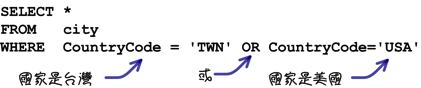 SELECT *
FROM city
WHERE CountryCode = 'TWN' OR CountryCode='USA'
國家是台灣 或 國家是美國